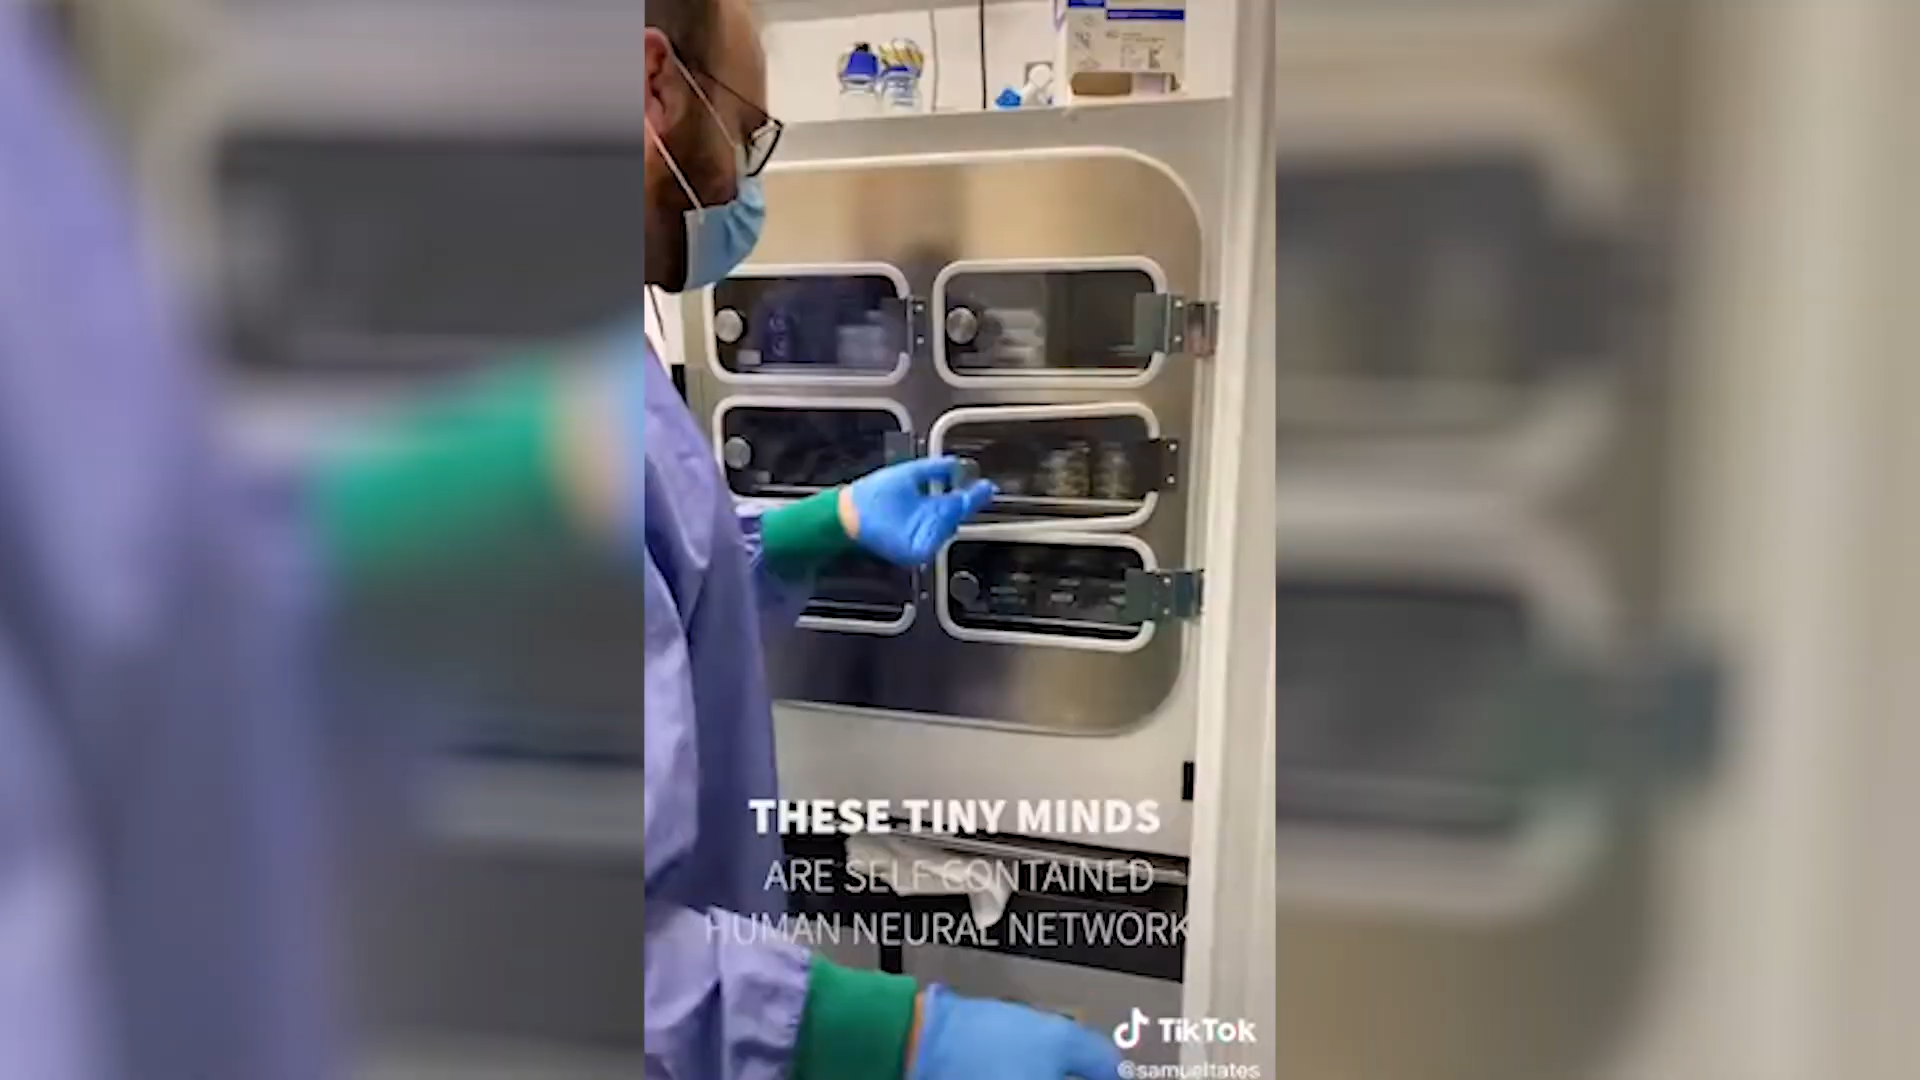 THESE TINY MINDS
ARE SELF CONTAINED
HUMAN NEURAL NETWORK
TikTok
@samueltates